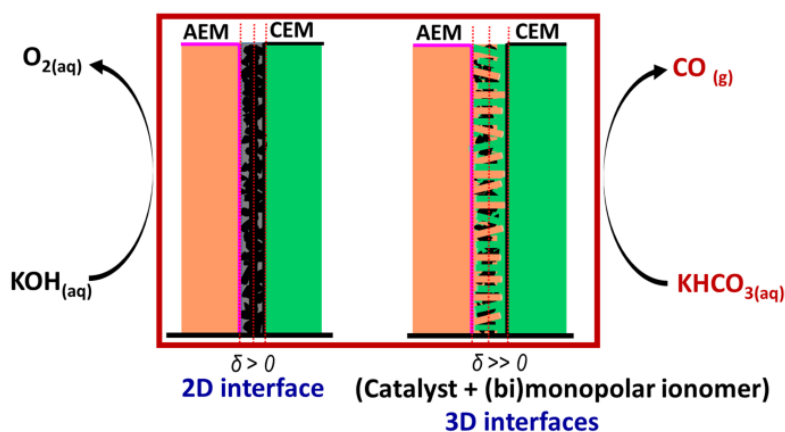 AEM CEM AEM CEM
O2(aq) CO (g)
KOH(aq) KHCO3(aq)
δ > 0 δ >> 0
2D interface (Catalyst + (bi)monopolar ionomer)
3D interfaces